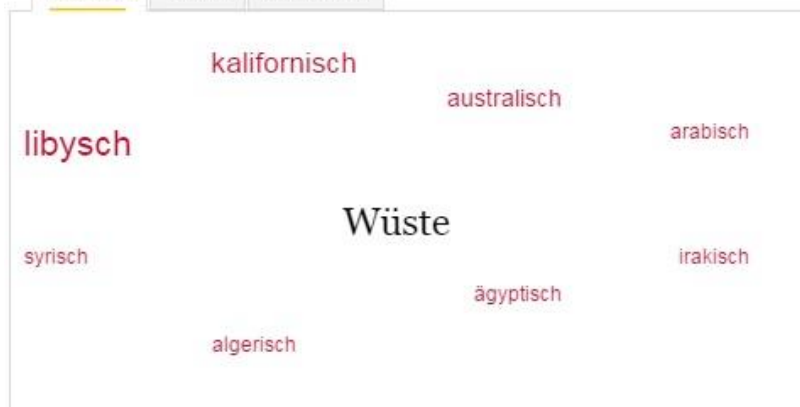 kalifornisch
australisch
arabisch
libysch
Wüste
syrisch
irakisch
ägyptisch
algerisch